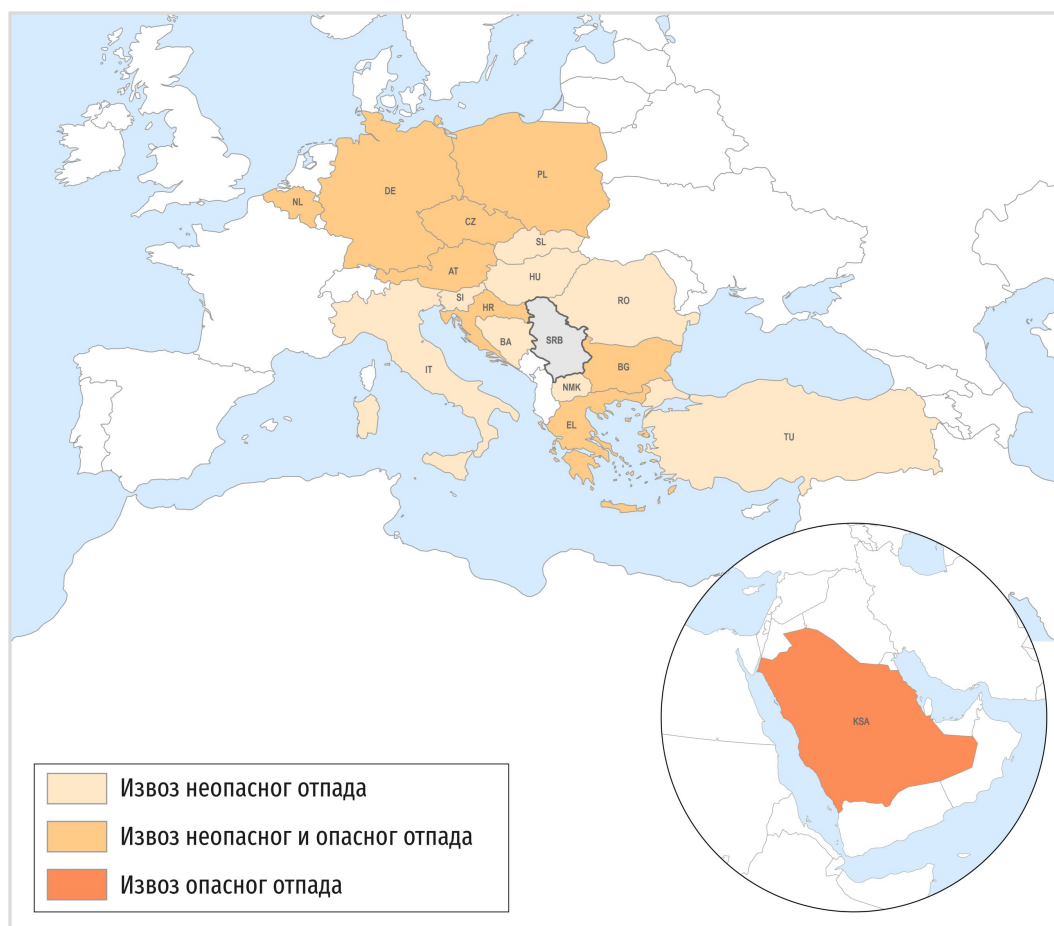 DE
PL
NL
CZ
SL
AT
HU
SI
RO
HR
BA
SRB
IT
BG
NMK
EL
TU
KSA
Извоз неопасног отпада
Извоз неопасног и опасног отпада
Извоз опасног отпада